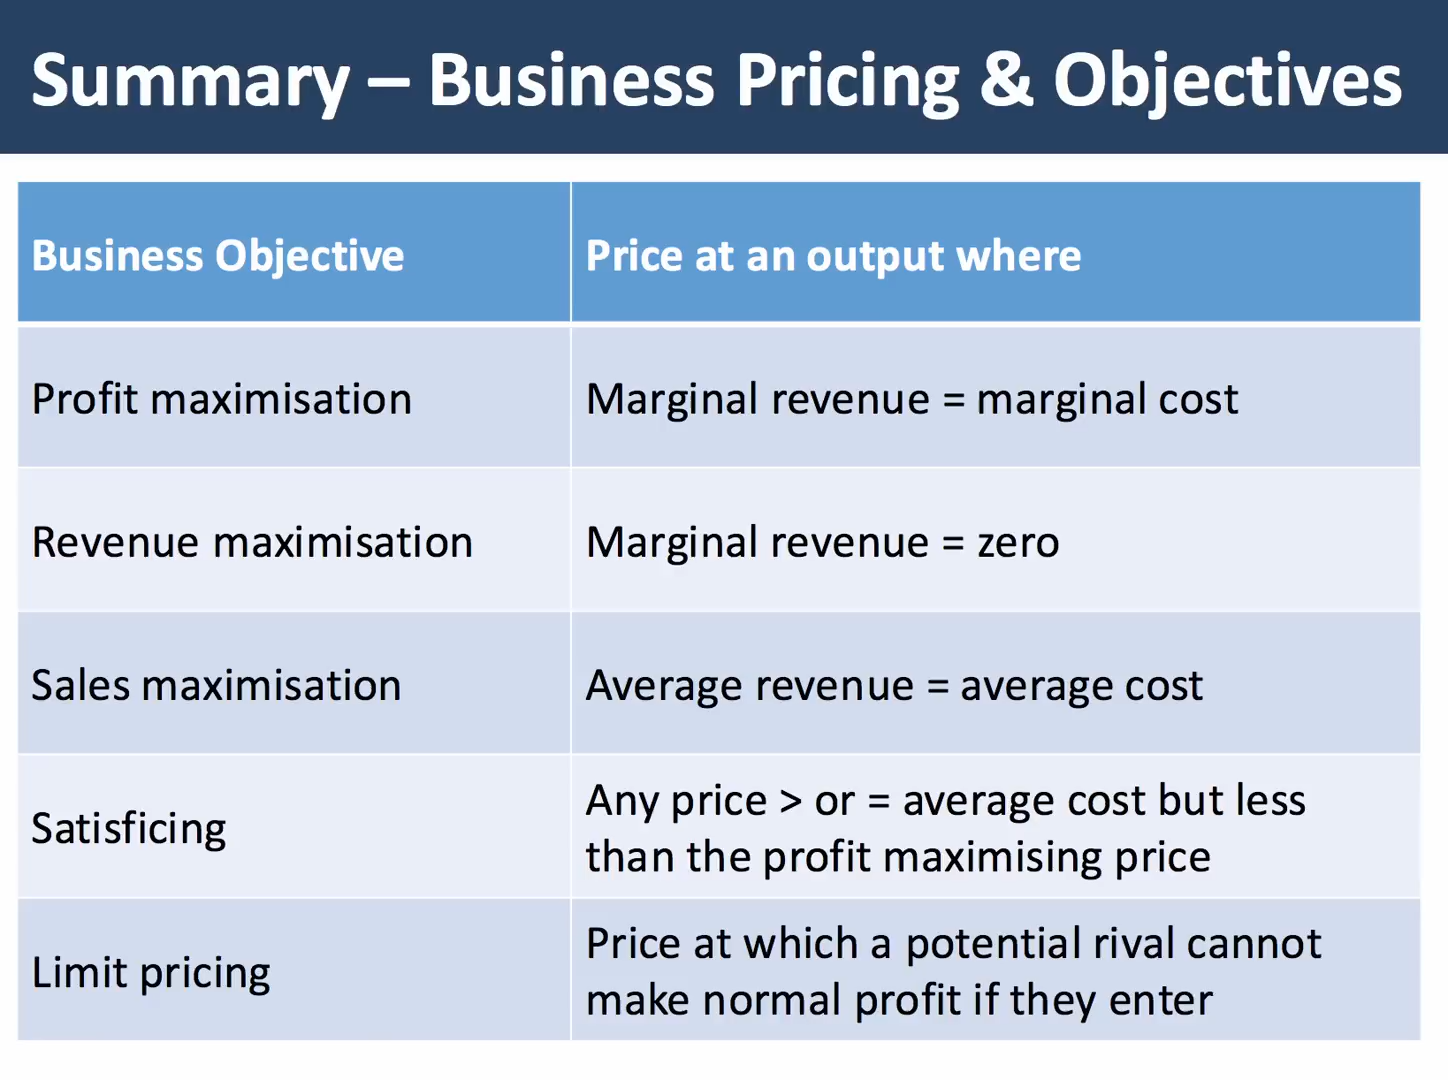 Summary – Business Pricing & Objectives
Business Objective
Price at an output where
Profit maximisation
Marginal revenue = marginal cost
Revenue maximisation
Marginal revenue = zero
Sales maximisation
Average revenue = average cost
Satisficing
Any price > or = average cost but less
than the profit maximising price
Limit pricing
Price at which a potential rival cannot
make normal profit if they enter